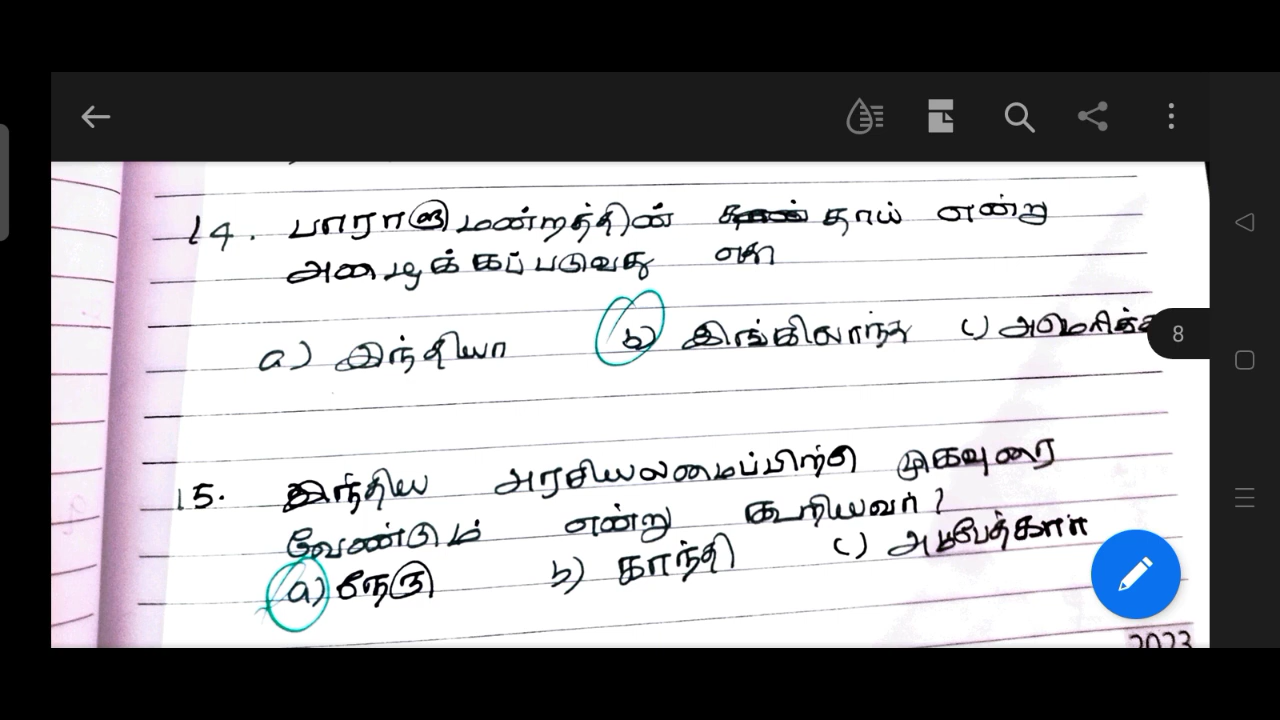 8
14. பாராளுமன்றத்தின் தாய் என்று
அழைக்கப்படுவது எது
a) இந்தியா b) இங்கிலாந்து c) அமெரிக்க
15. இந்திய அரசியலமைப்பிற்கு முகவுரை
வேண்டும் என்று கூறியவர்?
a) நேரு b) காந்தி c) அம்பேத்கார்
2023